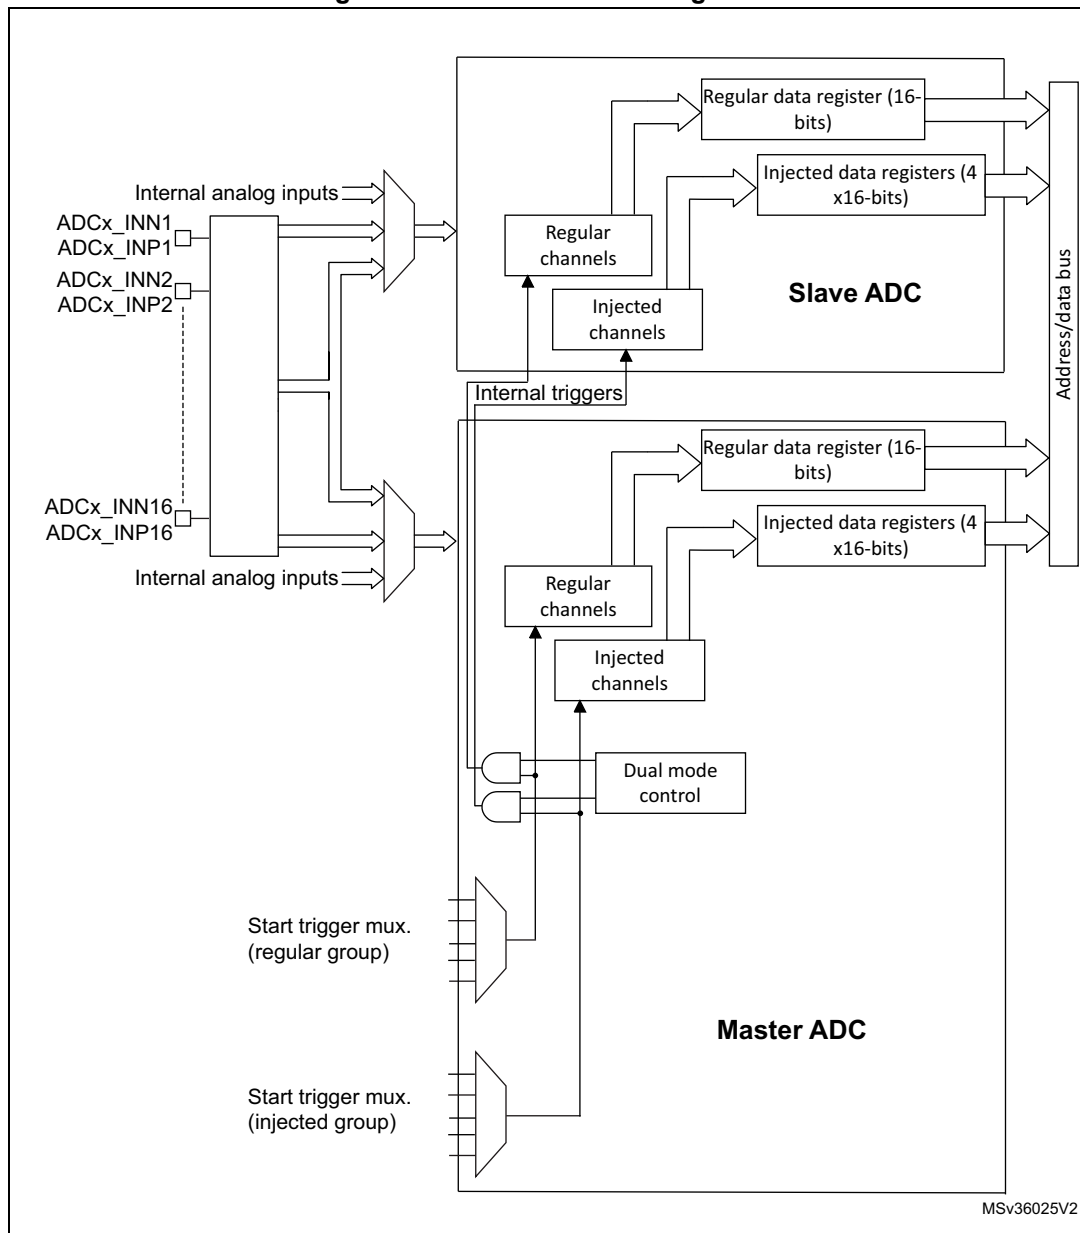 Regular data register (16-
bits)
Internal analog inputs
Injected data registers (4
x16-bits)
ADCx_INN1
ADCx_INP1
Regular
channels
ADCx_INN2
ADCx_INP2
Slave ADC
Injected
channels
Address/data bus
Internal triggers
Regular data register (16-
bits)
ADCx_INN16
ADCx_INP16
Injected data registers (4
x16-bits)
Internal analog inputs
Regular
channels
Injected
channels
Dual mode
control
Start trigger mux.
(regular group)
Master ADC
Start trigger mux.
(injected group)
MSv36025V2